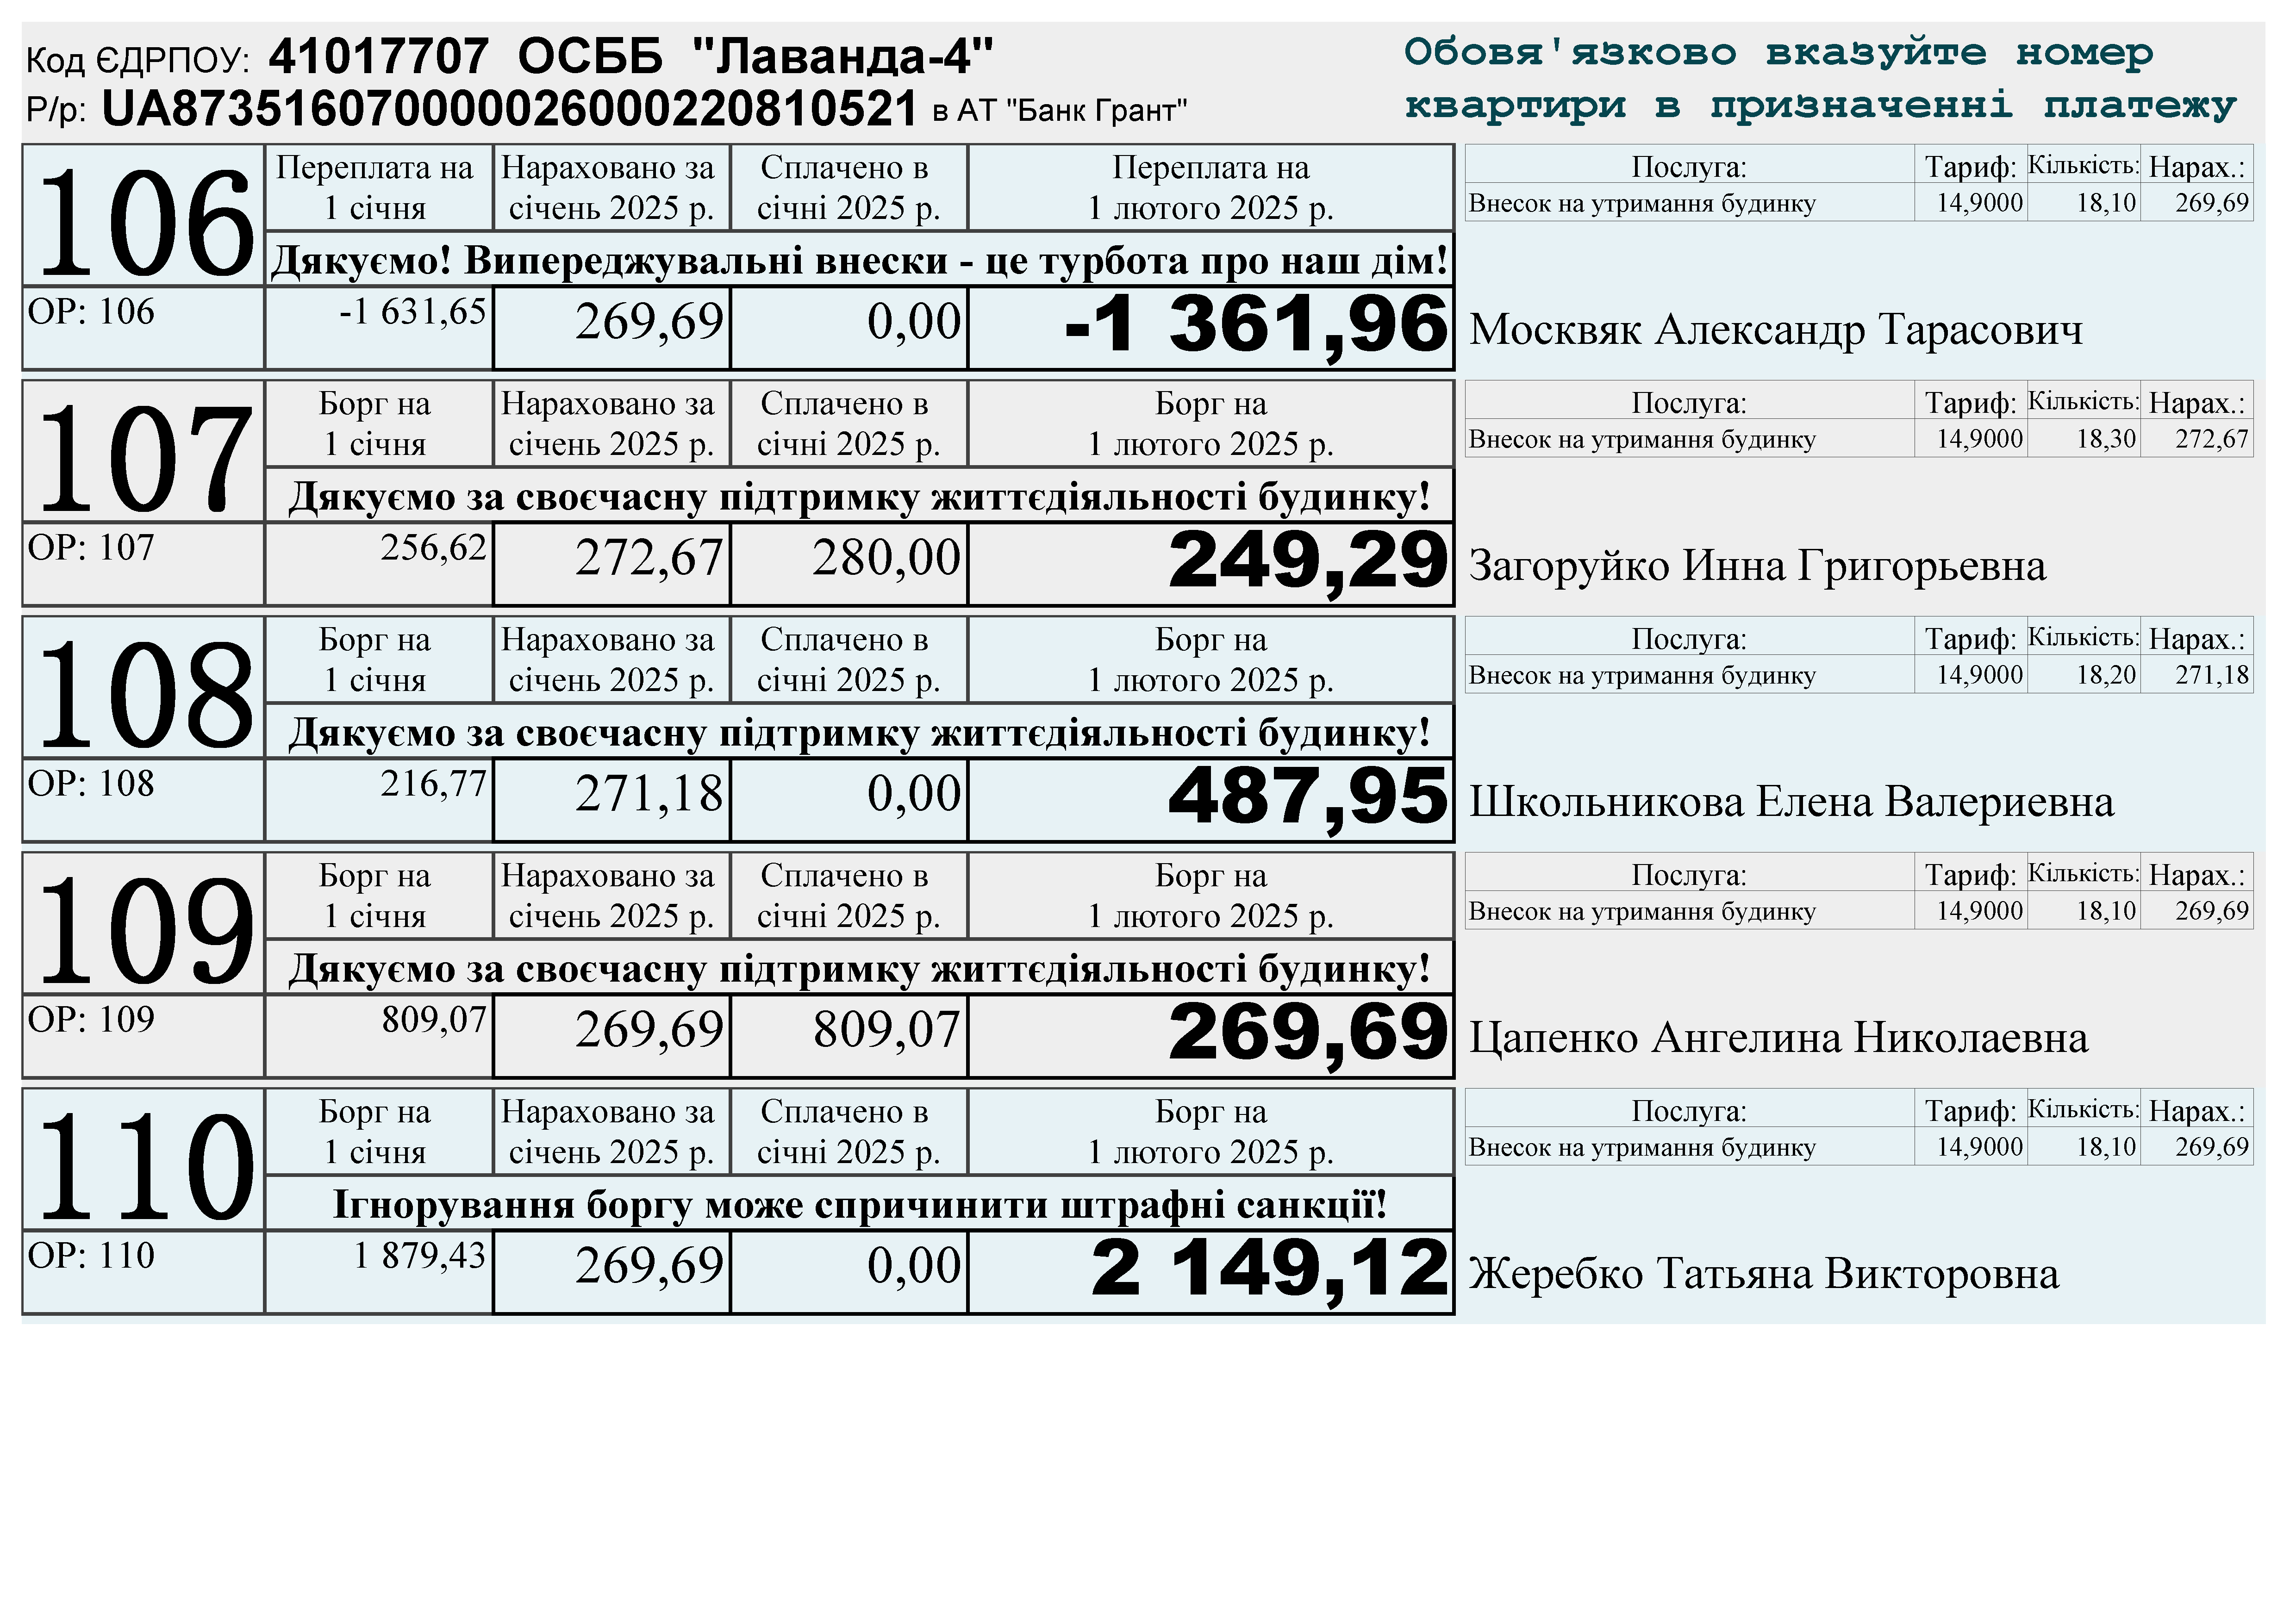 Код ЄДРПОУ: 41017707 ОСББ "Лаванда-4"
Р/р: UA873516070000026000220810521 в АТ "Банк Грант"
Обовя'язково вказуйте номер
квартири в призначенні платежу
106
Переплата на
1 січня
Нараховано за
січень 2025 р.
Сплачено в
січні 2025 р.
Переплата на
1 лютого 2025 р.
Дякуємо! Випереджувальні внески - це турбота про наш дім!
ОР: 106
-1 631,65
269,69
0,00
-1 361,96
Послуга: Тариф: Кількість: Нарах.:
Внесок на утримання будинку 14,9000 18,10 269,69
Москвяк Александр Тарасович
107
Борг на
1 січня
Нараховано за
січень 2025 р.
Сплачено в
січні 2025 р.
Борг на
1 лютого 2025 р.
Дякуємо за своєчасну підтримку життєдіяльності будинку!
ОР: 107
256,62
272,67
280,00
249,29
Послуга: Тариф: Кількість: Нарах.:
Внесок на утримання будинку 14,9000 18,30 272,67
Загоруйко Инна Григорьевна
108
Борг на
1 січня
Нараховано за
січень 2025 р.
Сплачено в
січні 2025 р.
Борг на
1 лютого 2025 р.
Дякуємо за своєчасну підтримку життєдіяльності будинку!
ОР: 108
216,77
271,18
0,00
487,95
Послуга: Тариф: Кількість: Нарах.:
Внесок на утримання будинку 14,9000 18,20 271,18
Школьникова Елена Валериевна
109
Борг на
1 січня
Нараховано за
січень 2025 р.
Сплачено в
січні 2025 р.
Борг на
1 лютого 2025 р.
Дякуємо за своєчасну підтримку життєдіяльності будинку!
ОР: 109
809,07
269,69
809,07
269,69
Послуга: Тариф: Кількість: Нарах.:
Внесок на утримання будинку 14,9000 18,10 269,69
Цапенко Ангелина Николаевна
110
Борг на
1 січня
Нараховано за
січень 2025 р.
Сплачено в
січні 2025 р.
Борг на
1 лютого 2025 р.
Ігнорування боргу може спричинити штрафні санкції!
ОР: 110
1 879,43
269,69
0,00
2 149,12
Послуга: Тариф: Кількість: Нарах.:
Внесок на утримання будинку 14,9000 18,10 269,69
Жеребко Татьяна Викторовна